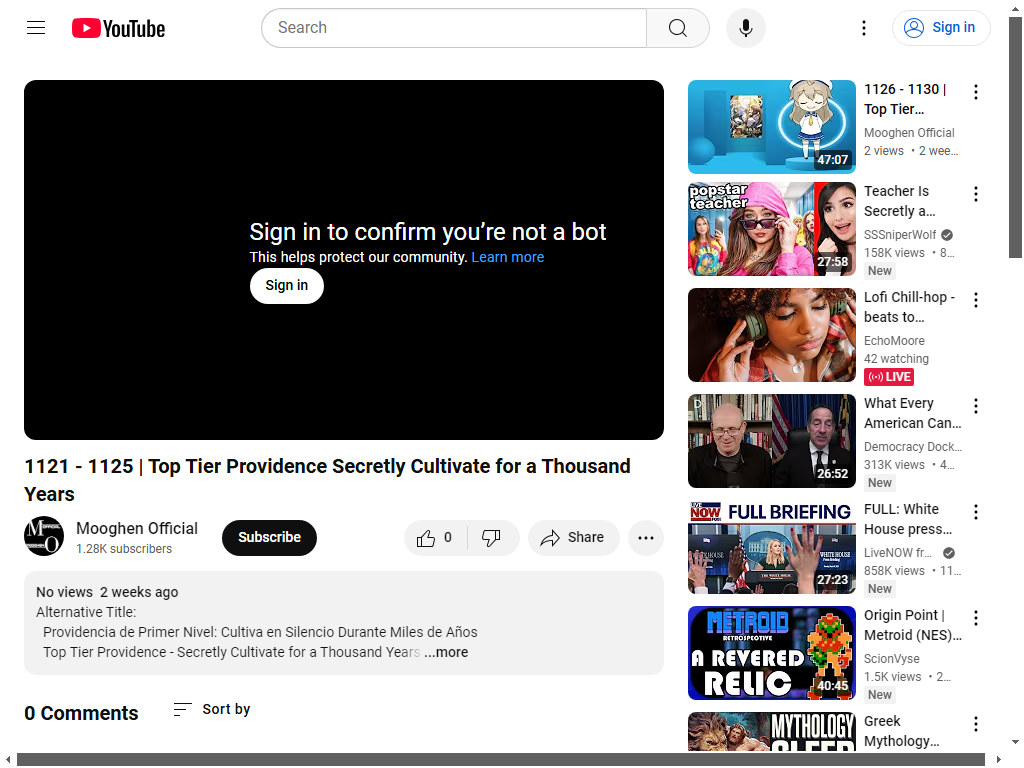 YouTube
Search
Sign in
Sign in to confirm you’re not a bot
This helps protect our community. Learn more
Sign in
1121 - 1125 | Top Tier Providence Secretly Cultivate for a Thousand
Years
Mooghen Official
1.28K subscribers
Subscribe
0
Share
No views 2 weeks ago
Alternative Title:
Providencia de Primer Nivel: Cultiva en Silencio Durante Miles de Años
Top Tier Providence - Secretly Cultivate for a Thousand Years ...more
0 Comments
Sort by
47:07
1126 - 1130 |
Top Tier…
Mooghen Official
2 views • 2 wee…
popstar
teacher
27:58
Teacher Is
Secretly a…
SSSniperWolf
158K views • 8…
New
Lofi Chill-hop -
beats to…
EchoMoore
42 watching
LIVE
26:52
What Every
American Can…
Democracy Dock…
313K views • 4…
New
LIVE
NOW
FOX
FULL BRIEFING
THE WHITE HOUSE
27:23
FULL: White
House press…
LiveNOW fr…
858K views • 11…
New
METROID
RETROSPECTIVE
A REVERED
RELIC
40:45
Origin Point |
Metroid (NES)…
ScionVyse
1.5K views • 2…
New
MYTHOLOGY
SLEEP
Greek
Mythology…